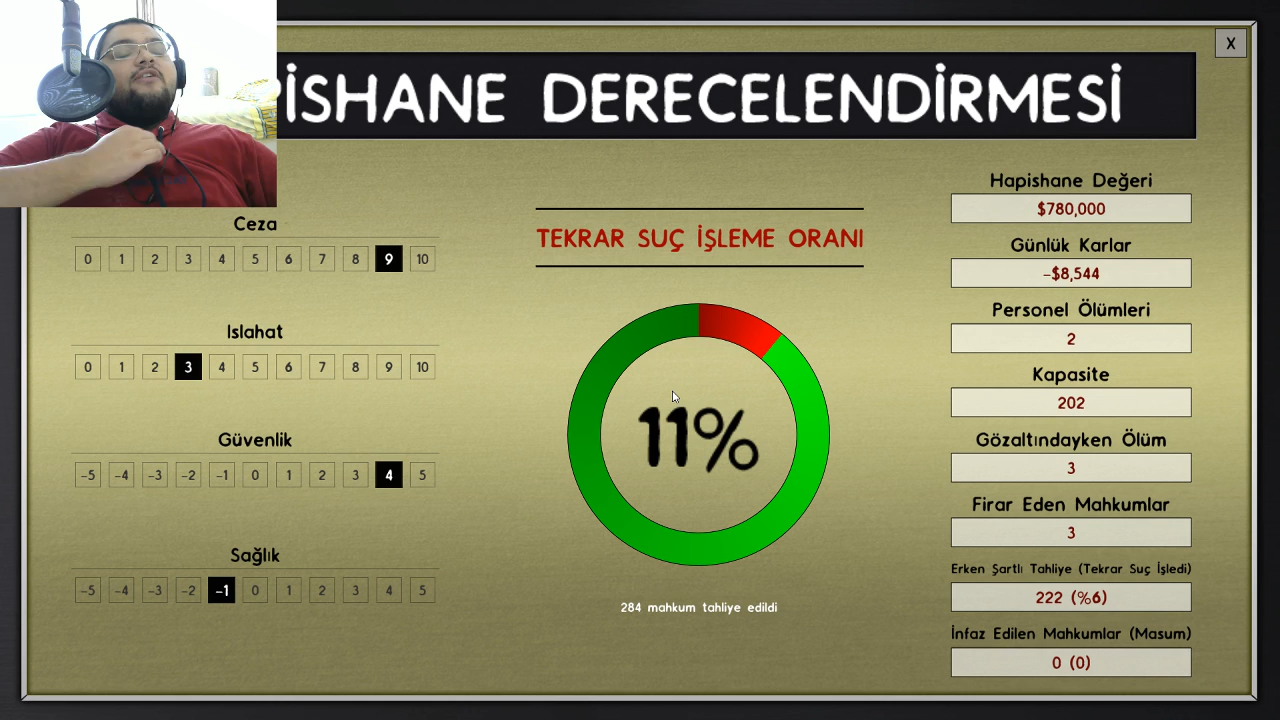 X
İSHANE DERECELENDİRMESİ
Ceza
0 1 2 3 4 5 6 7 8 9 10
Islahat
0 1 2 3 4 5 6 7 8 9 10
Güvenlik
-5 -4 -3 -2 -1 0 1 2 3 4 5
Sağlık
-5 -4 -3 -2 -1 0 1 2 3 4 5
TEKRAR SUÇ İŞLEME ORANI
11%
284 mahkum tahliye edildi
Hapishane Değeri
$780,000
Günlük Karlar
-$8,544
Personel Ölümleri
2
Kapasite
202
Gözaltındayken Ölüm
3
Firar Eden Mahkumlar
3
Erken Şartlı Tahliye (Tekrar Suç İşledi)
222 (%6)
İnfaz Edilen Mahkumlar (Masum)
0 (0)